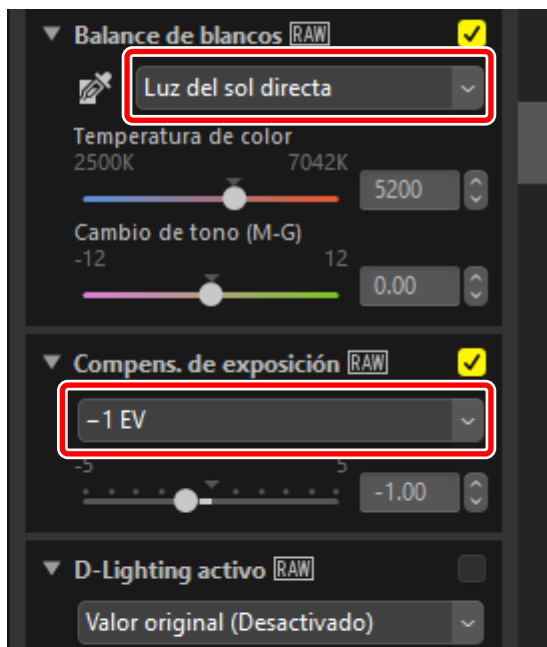 Balance de blancos RAW
Luz del sol directa
Temperatura de color
2500K 7042K
5200
Cambio de tono (M-G)
-12 12
0.00
Compens. de exposición RAW
−1 EV
-5 5
-1.00
D-Lighting activo RAW
Valor original (Desactivado)